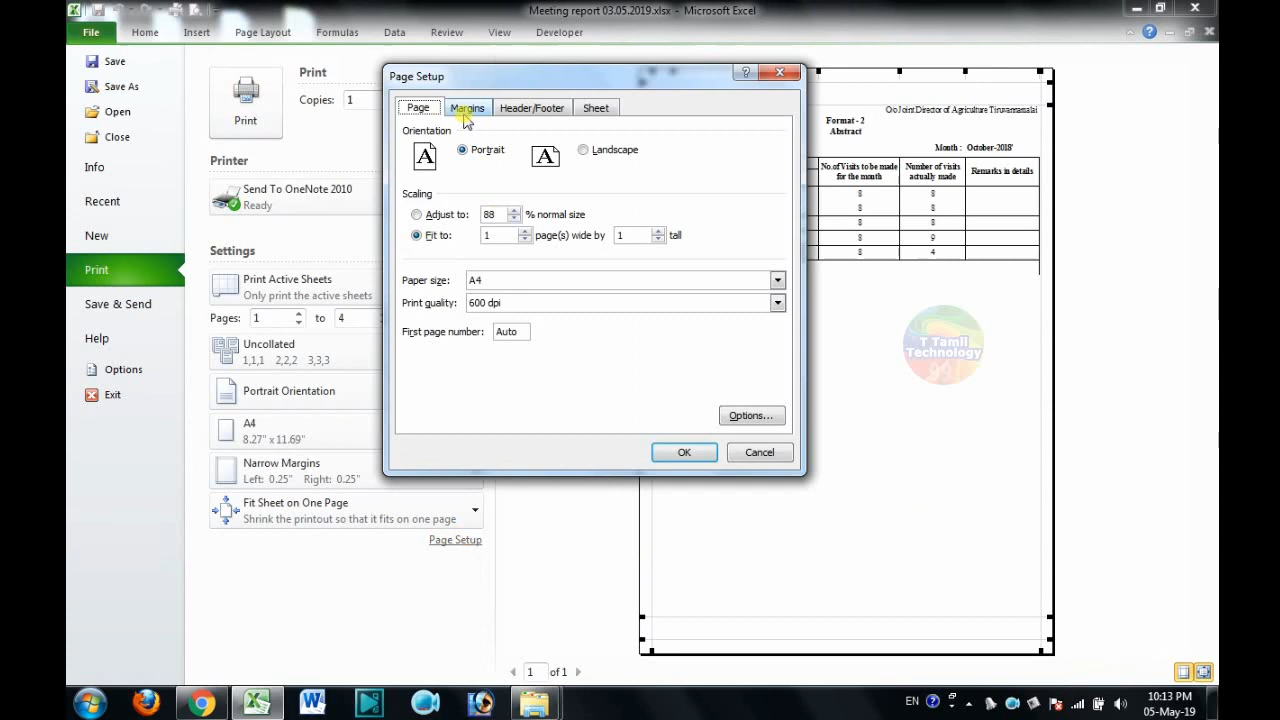 Meeting report 03.05.2019.xlsx - Microsoft Excel
File Home Insert Page Layout Formulas Data Review View Developer
Save
Save As
Open
Close
Info
Recent
New
Print
Save & Send
Help
Options
Exit
Print
Print
Copies: 1
Printer
Send To OneNote 2010
Ready
Settings
Print Active Sheets
Only print the active sheets
Pages: 1 to 4
Uncollated
1,1,1 2,2,2 3,3,3
Portrait Orientation
A4
8.27" x 11.69"
Narrow Margins
Left: 0.25" Right: 0.25"
Fit Sheet on One Page
Shrink the printout so that it fits on one page
Page Setup
Page Setup
Page Margins Header/Footer Sheet
Orientation
A Portrait A Landscape
Scaling
Adjust to: 88 % normal size
Fit to: 1 page(s) wide by 1 tall
Paper size: A4
Print quality: 600 dpi
First page number: Auto
Options...
OK Cancel
O/o Joint Director of Agriculture Tiruvannamalai
Format - 2
Abstract
Month : October-2018'
No.of Visits to be made for the month
Number of visits actually made
Remarks in details
8 8
8 8
8 8
8 9
8 4
T Tamil
Technology
99
1 of 1
EN
10:13 PM
05-May-19